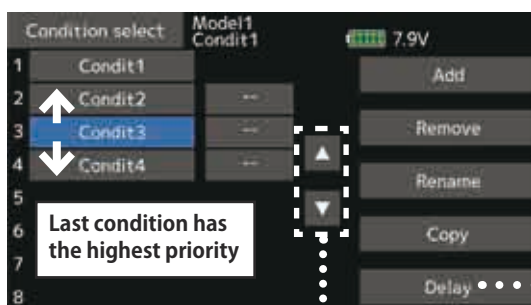 Condition select
Model1
Condit1
7.9V
1 Condit1
Add
2 Condit2 --
3 Condit3 --
Remove
4 Condit4 --
Rename
5
6
Last condition has
the highest priority
Copy
7
8
Delay